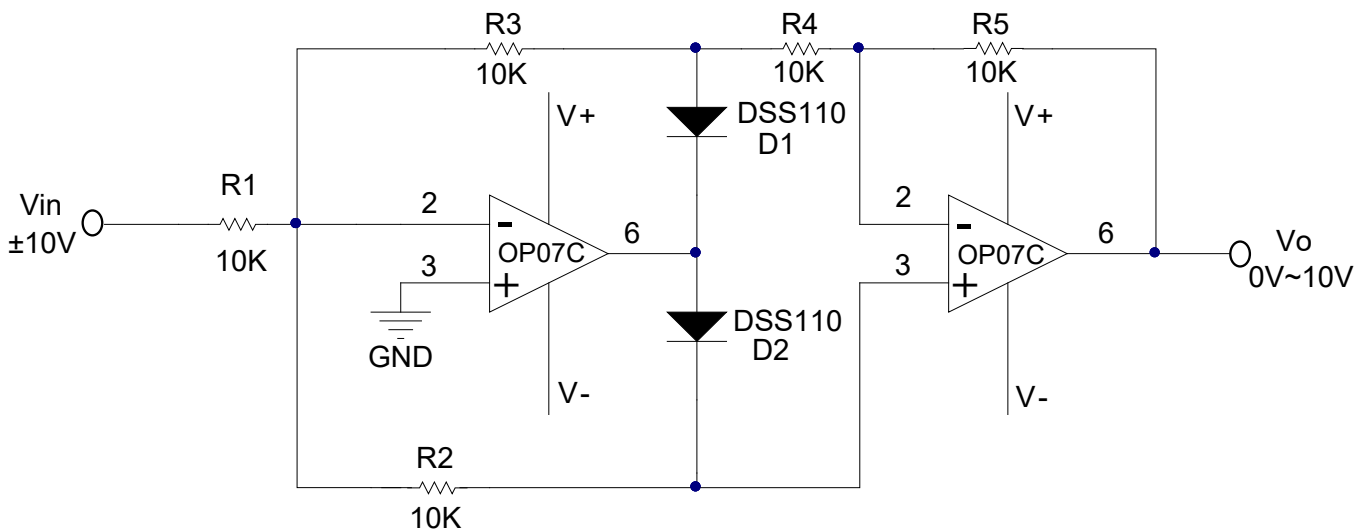 R3
10K
R4
10K
R5
10K
V+
DSS110
D1
V+
Vin
±10V
R1
10K
2
-
3
+
OP07C
6
GND
V-
DSS110
D2
2
-
3
+
OP07C
6
Vo
0V~10V
V-
R2
10K